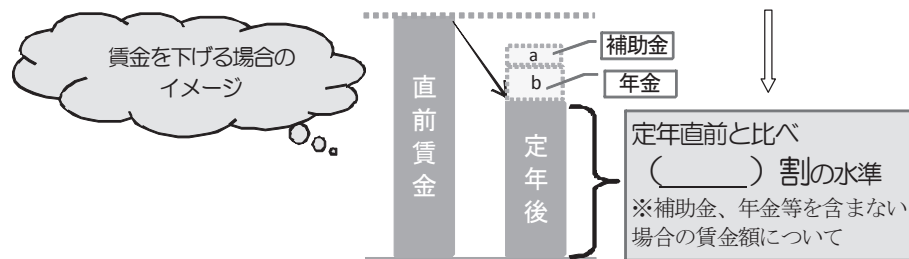 賃金を下げる場合の
イメージ
直前賃金
a
b
定年後
補助金
年金
定年直前と比べ
(______)割の水準
※補助金、年金等を含まない
場合の賃金額について